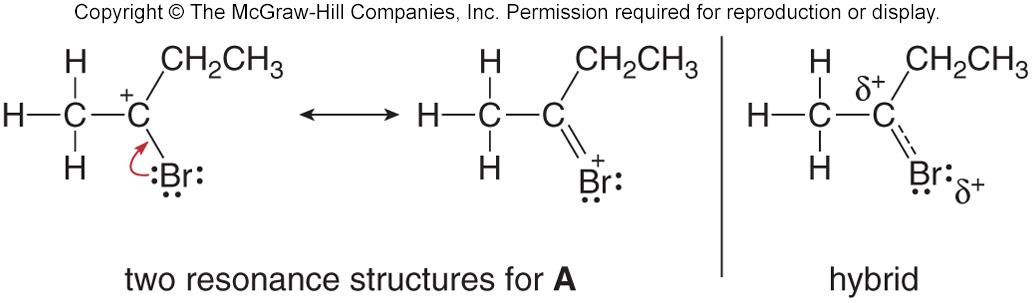 Copyright © The McGraw-Hill Companies, Inc. Permission required for reproduction or display.
H CH₂CH₃ H CH₂CH₃ H CH₂CH₃
+ δ+
H—C—C H—C—C H—C—C
H H + H
:Br: Br: Br: δ+
two resonance structures for A hybrid